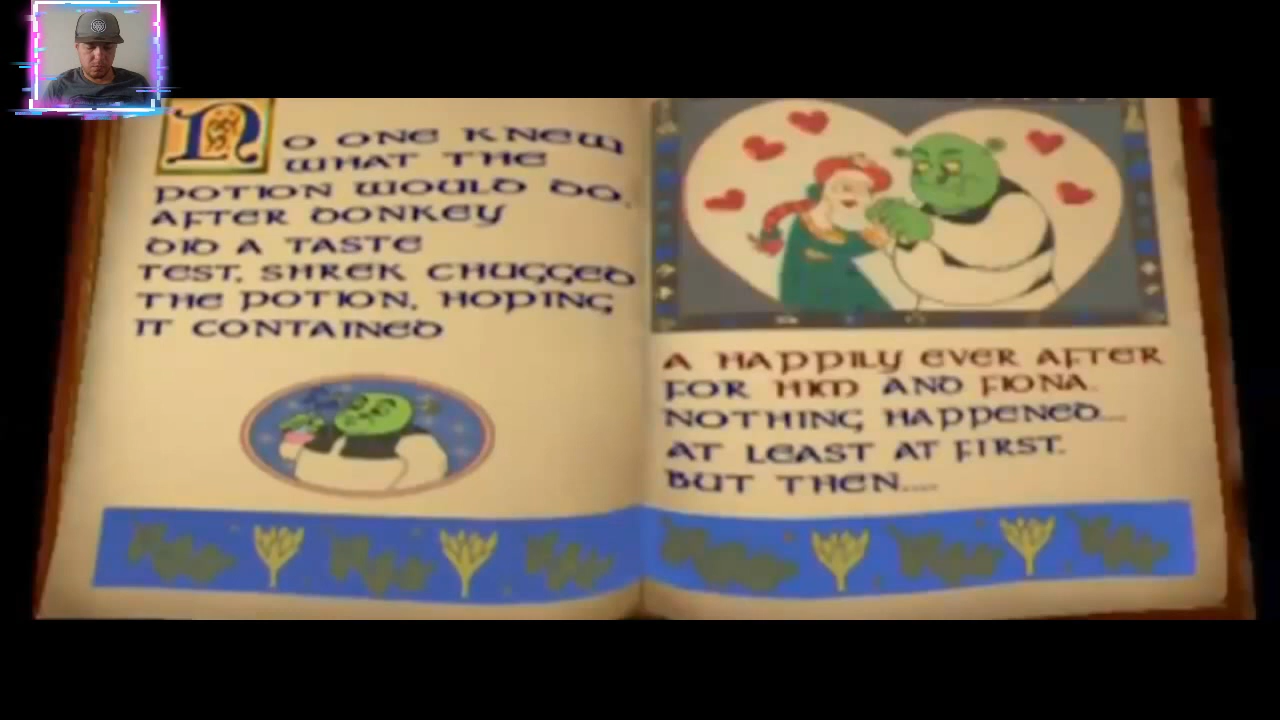 NO ONE KNEW
WHAT THE
POTION WOULD DO.
AFTER DONKEY
DID A TASTE
TEST, SHREK CHUGGED
THE POTION, HOPING
IT CONTAINED
A HAPPILY EVER AFTER
FOR HIM AND FIONA.
NOTHING HAPPENED....
AT LEAST AT FIRST.
BUT THEN....